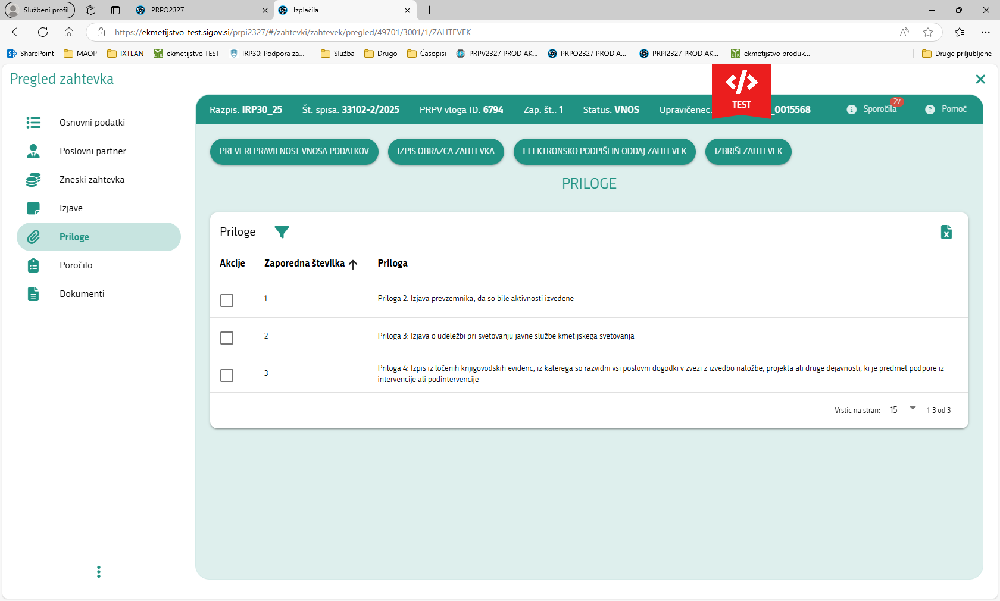 Službeni profil
PRPO2327
Izplačila
https://ekmetijstvo-test.sigov.si/prpi2327/#/zahtevki/zahtevek/pregled/49701/3001/1/ZAHTEVEK
SharePoint
MAOP
IXTLAN
ekmetijstvo TEST
IRP30: Podpora za...
Služba
Drugo
Časopisi
PRPV2327 PROD AK...
PRPO2327 PROD A...
PRPI2327 PROD AK...
ekmetijstvo produk...
Druge priljubljene
Pregled zahtevka
TEST
Razpis: IRP30_25
Št. spisa: 33102-2/2025
PRPV vloga ID: 6794
Zap. št.: 1
Status: VNOS
Upravičenec:
_0015568
Sporočila
27
Pomoč
Osnovni podatki
Poslovni partner
Zneski zahtevka
Izjave
Priloge
Poročilo
Dokumenti
PREVERI PRAVILNOST VNOSA PODATKOV
IZPIS OBRAZCA ZAHTEVKA
ELEKTRONSKO PODPIŠI IN ODDAJ ZAHTEVEK
IZBRIŠI ZAHTEVEK
PRILOGE
Priloge
Akcije
Zaporedna številka
Priloga
1
Priloga 2: Izjava prevzemnika, da so bile aktivnosti izvedene
2
Priloga 3: Izjava o udeležbi pri svetovanju javne službe kmetijskega svetovanja
3
Priloga 4: Izpis iz ločenih knjigovodskih evidenc, iz katerega so razvidni vsi poslovni dogodki v zvezi z izvedbo naložbe, projekta ali druge dejavnosti, ki je predmet podpore iz
intervencije ali podintervencije
Vrstic na stran:
15
1-3 od 3